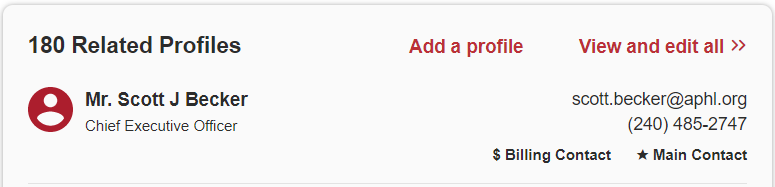 180 Related Profiles Add a profile View and edit all >>
Mr. Scott J Becker scott.becker@aphl.org
Chief Executive Officer (240) 485-2747
$ Billing Contact ★ Main Contact